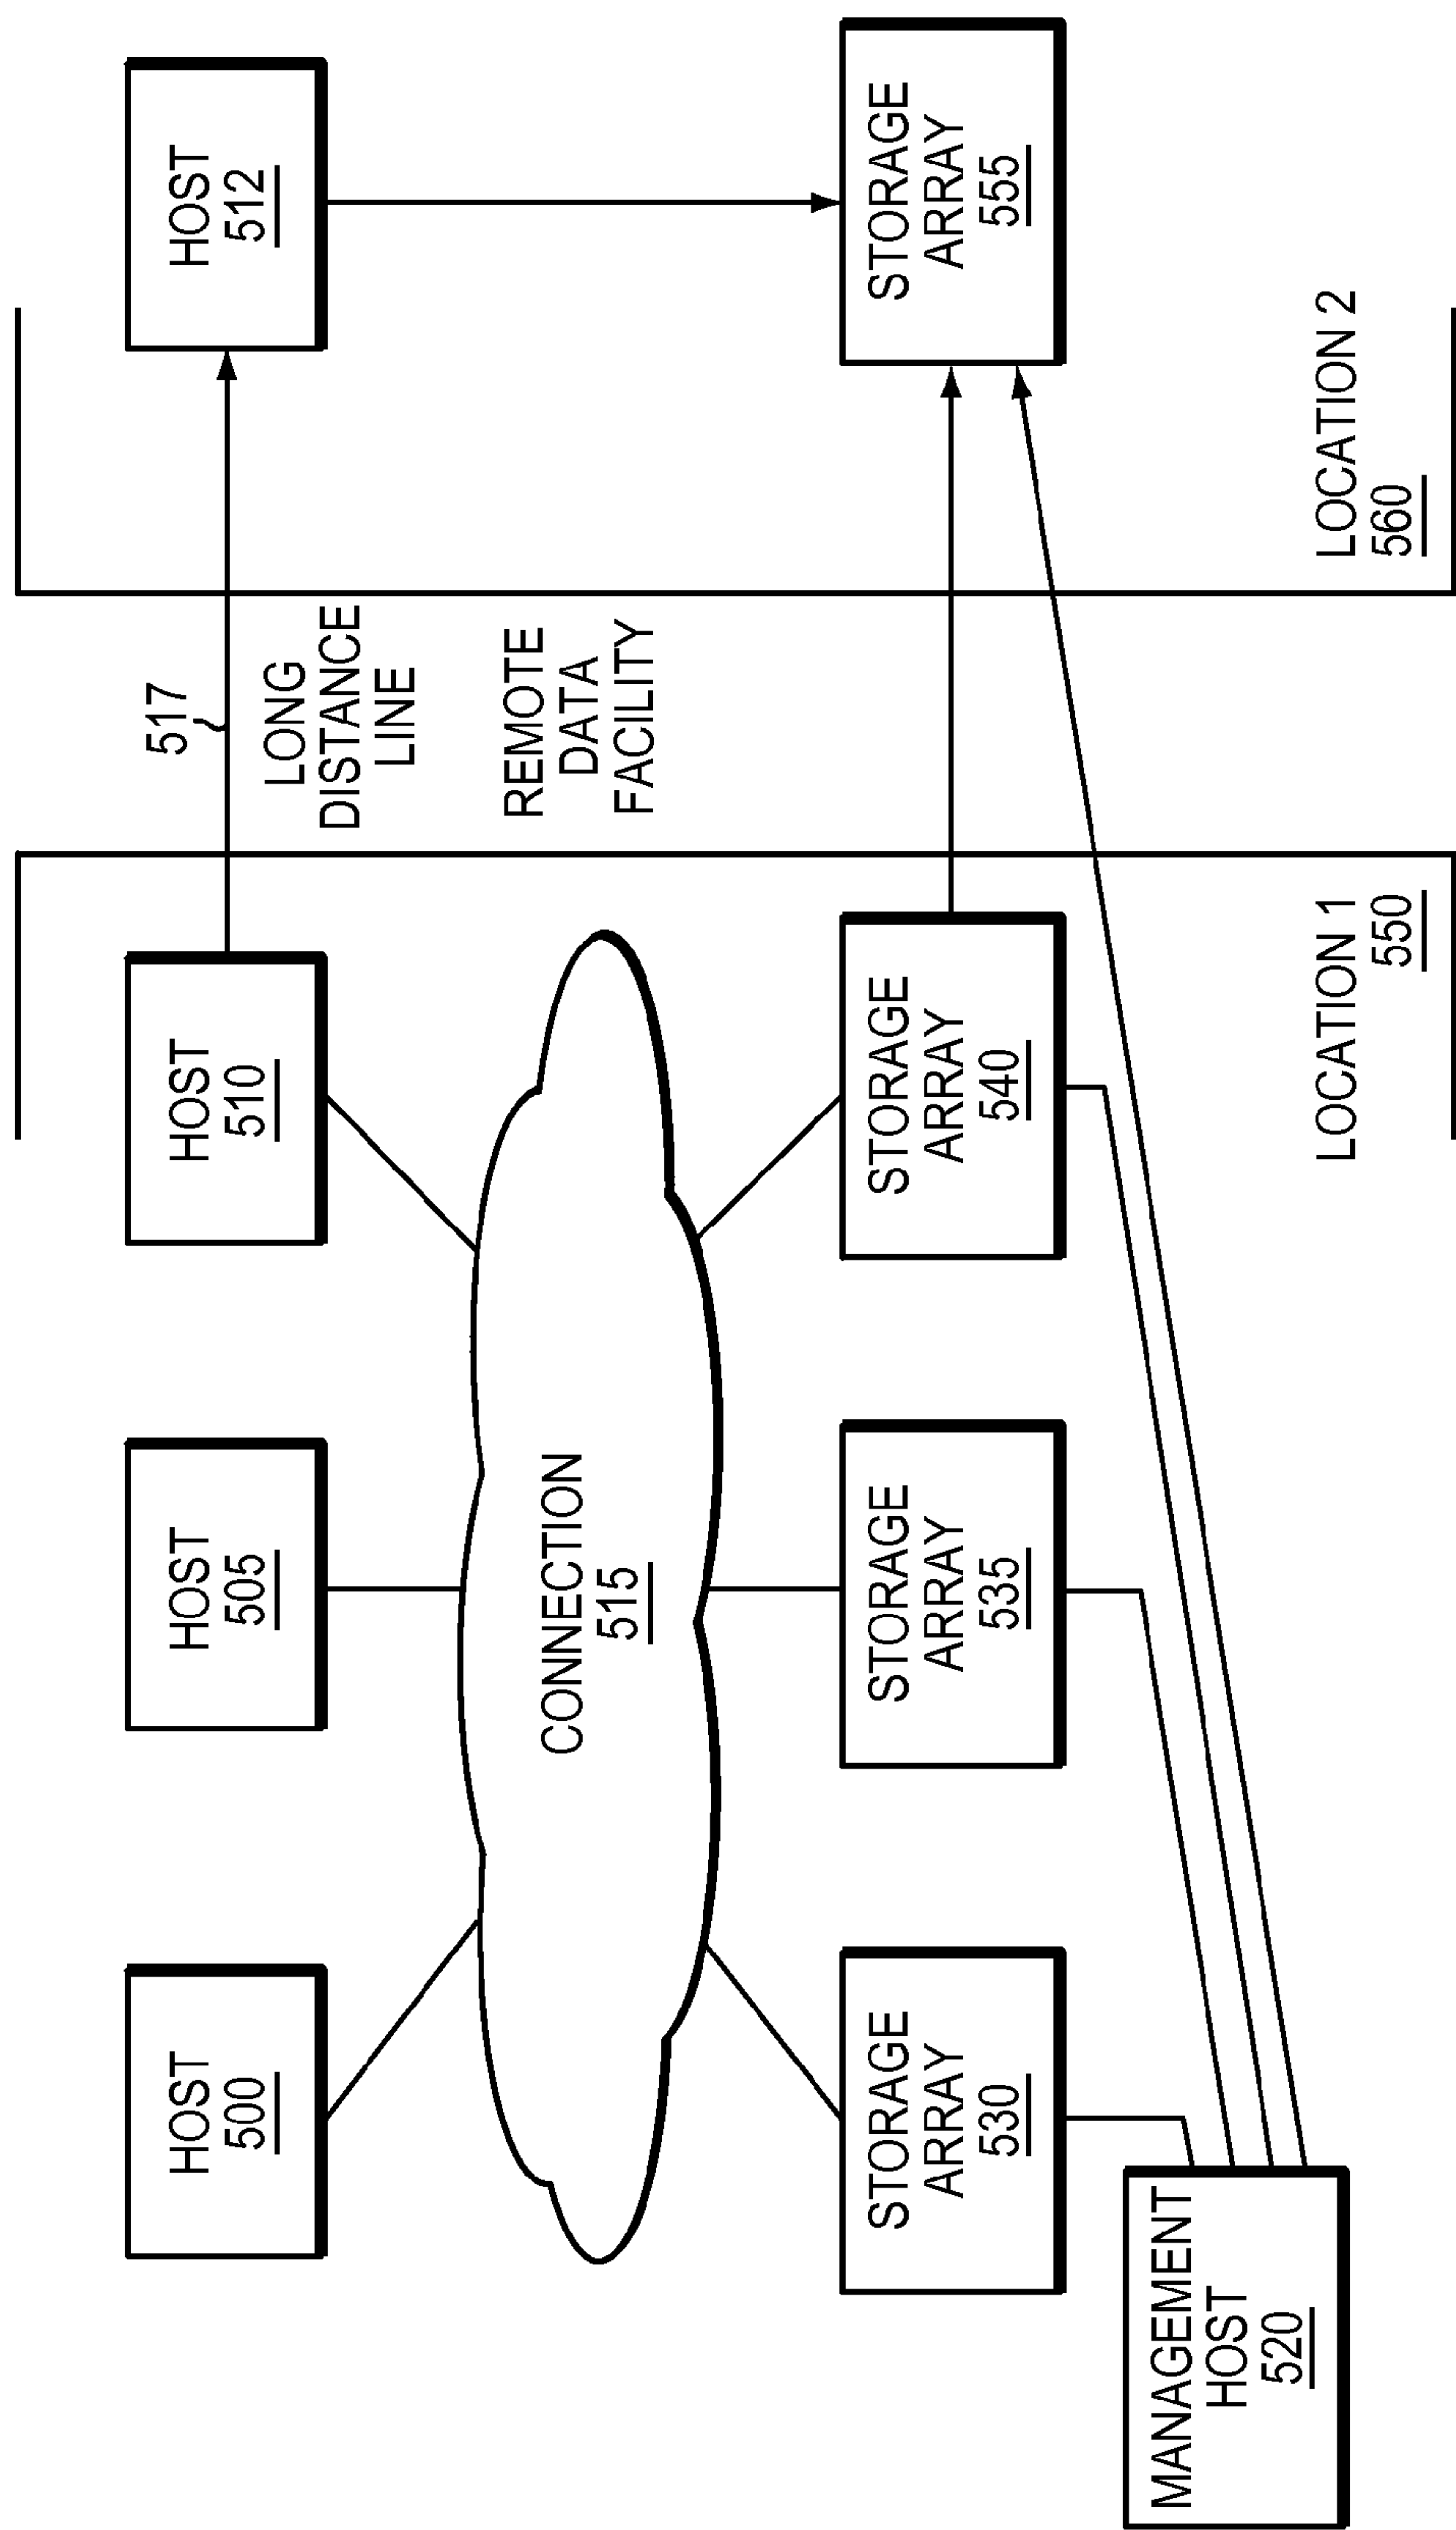 HOST
500
HOST
505
HOST
510
517
LONG
DISTANCE
LINE
HOST
512
CONNECTION
515
REMOTE
DATA
FACILITY
STORAGE
ARRAY
530
STORAGE
ARRAY
535
STORAGE
ARRAY
540
STORAGE
ARRAY
555
MANAGEMENT
HOST
520
LOCATION 1
550
LOCATION 2
560